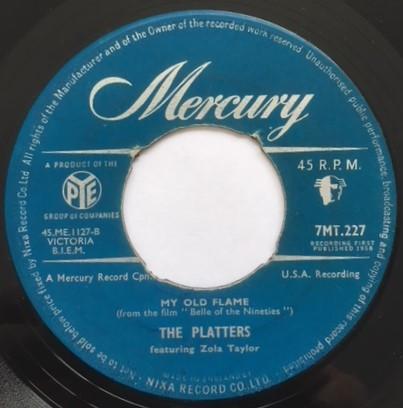 All rights of the Manufacturer and of the Owner of the recorded work reserved. Unauthorised public performance, broadcasting and copying of this record prohibited.
Mercury
A PRODUCT OF THE
PYE
GROUP OF COMPANIES
45.ME.1127-B
VICTORIA
B.I.E.M.
45 R.P.M.
7MT.227
RECORDING FIRST
PUBLISHED 1958
A Mercury Record Cpn.
U.S.A. Recording
MY OLD FLAME
(from the film "Belle of the Nineties")
THE PLATTERS
featuring Zola Taylor
MADE IN ENGLAND BY
NIXA RECORD CO. LTD.
Not to be sold below price fixed by Nixa Record Co. Ltd